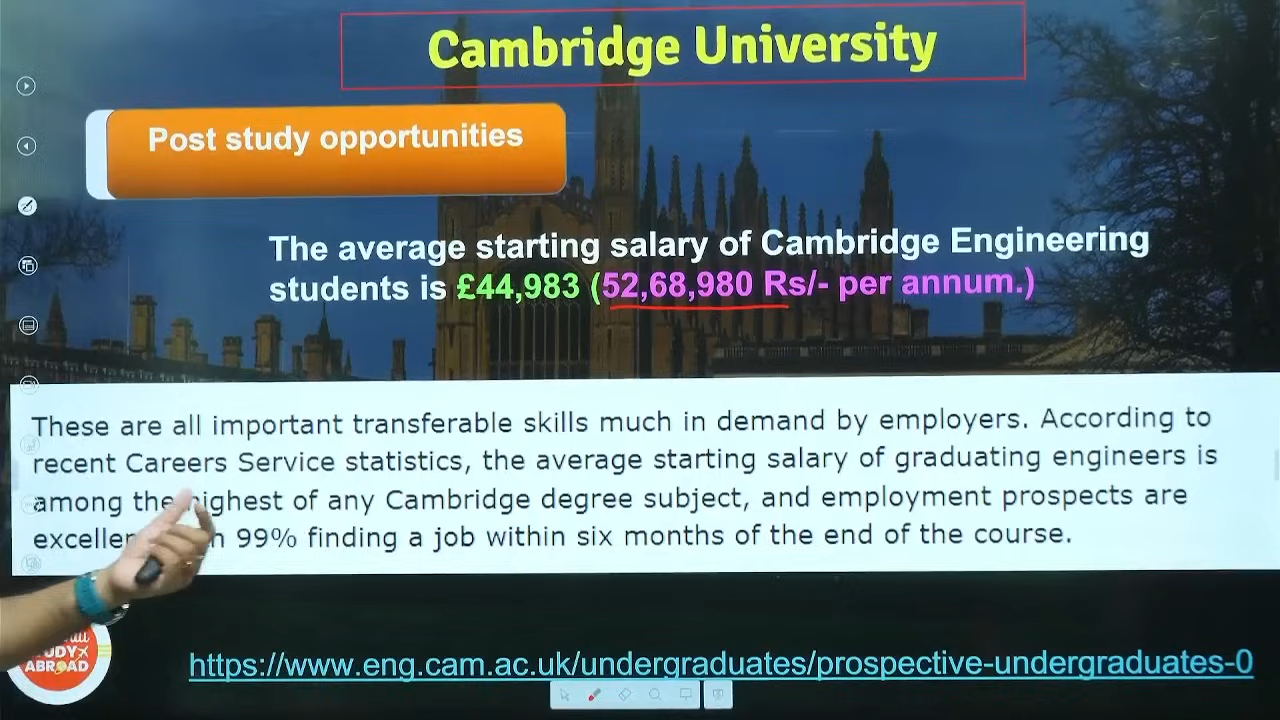 Cambridge University
Post study opportunities
The average starting salary of Cambridge Engineering
students is £44,983 (52,68,980 Rs/- per annum.)
These are all important transferable skills much in demand by employers. According to
recent Careers Service statistics, the average starting salary of graduating engineers is
among the highest of any Cambridge degree subject, and employment prospects are
99% finding a job within six months of the end of the course.
ABROAD
https://www.eng.cam.ac.uk/undergraduates/prospective-undergraduates-0